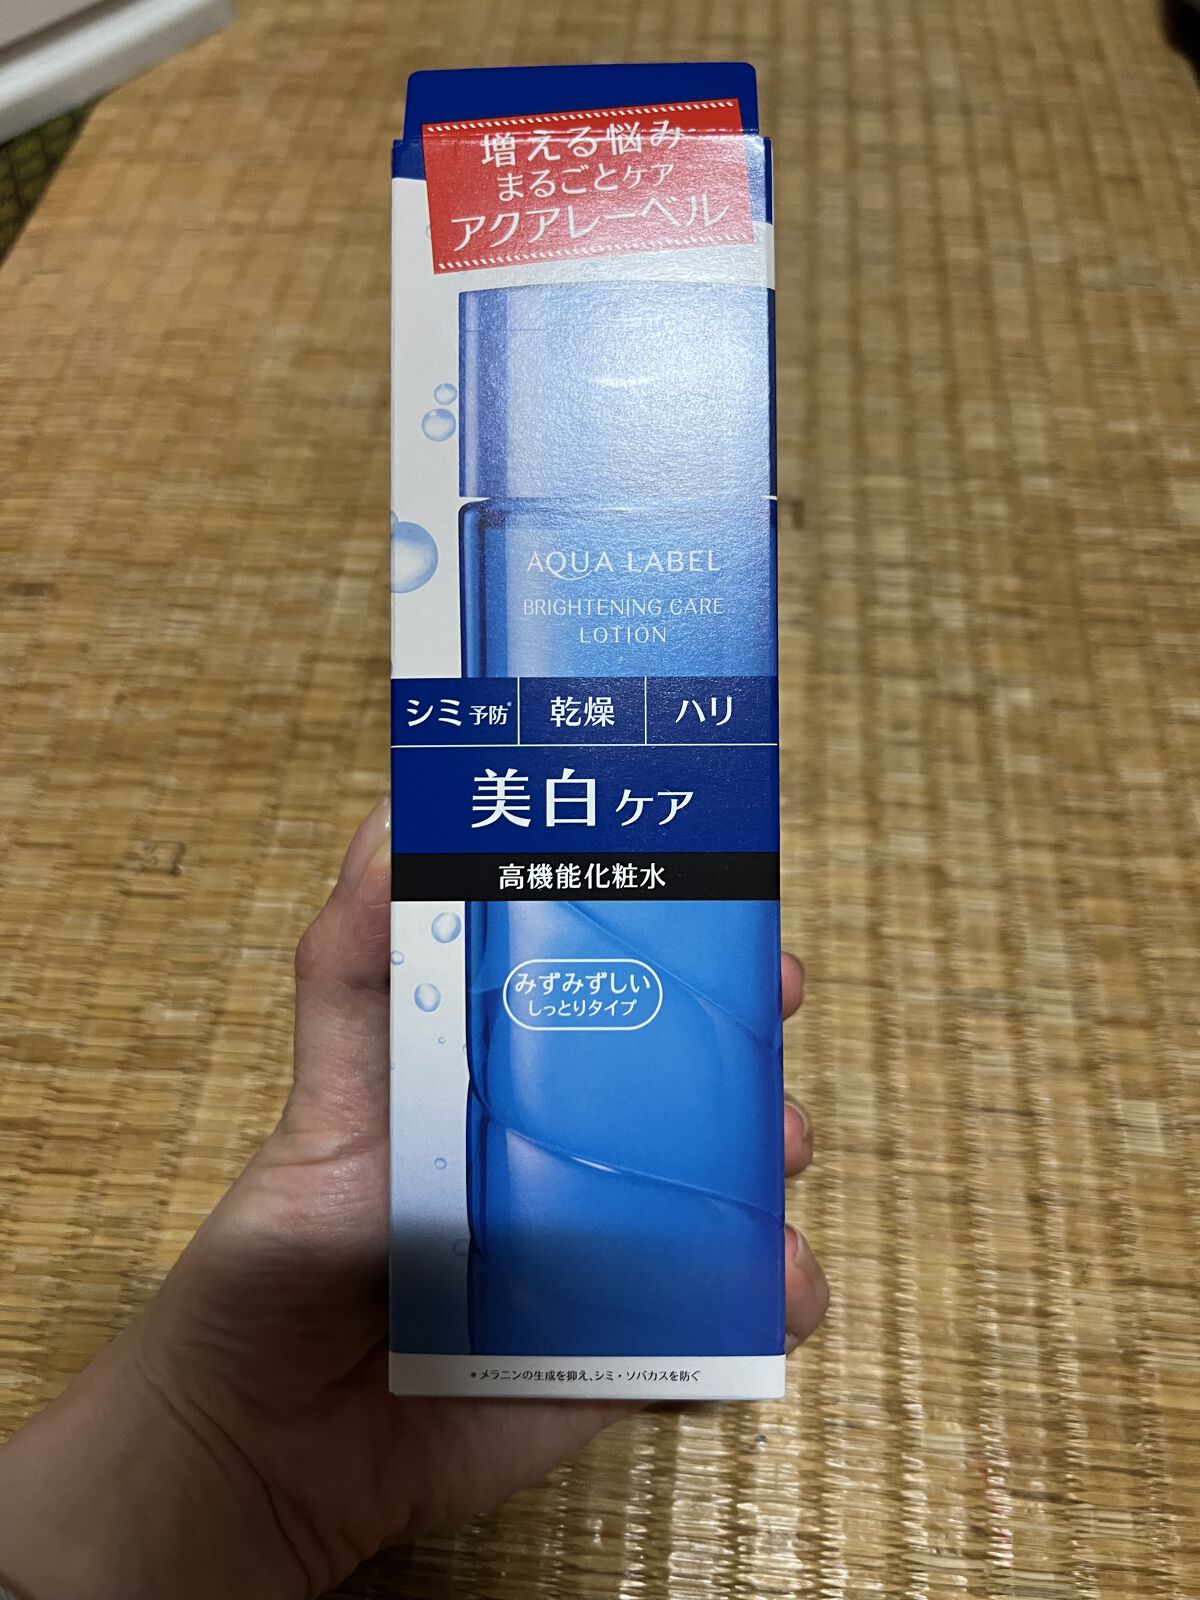 増える悩み
まるごとケア
アクアレーベル
AQUA LABEL
BRIGHTENING CARE
LOTION
シミ予防* 乾燥 ハリ
美白ケア
高機能化粧水
みずみずしい
しっとりタイプ
*メラニンの生成を抑え、シミ・ソバカスを防ぐ